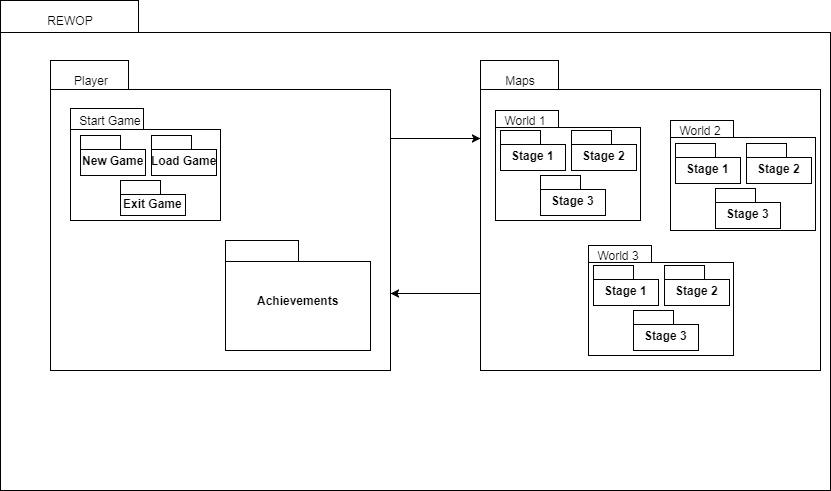 REWOP
Player
Start Game
New Game
Load Game
Exit Game
Achievements
Maps
World 1
Stage 1
Stage 2
Stage 3
World 2
Stage 1
Stage 2
Stage 3
World 3
Stage 1
Stage 2
Stage 3